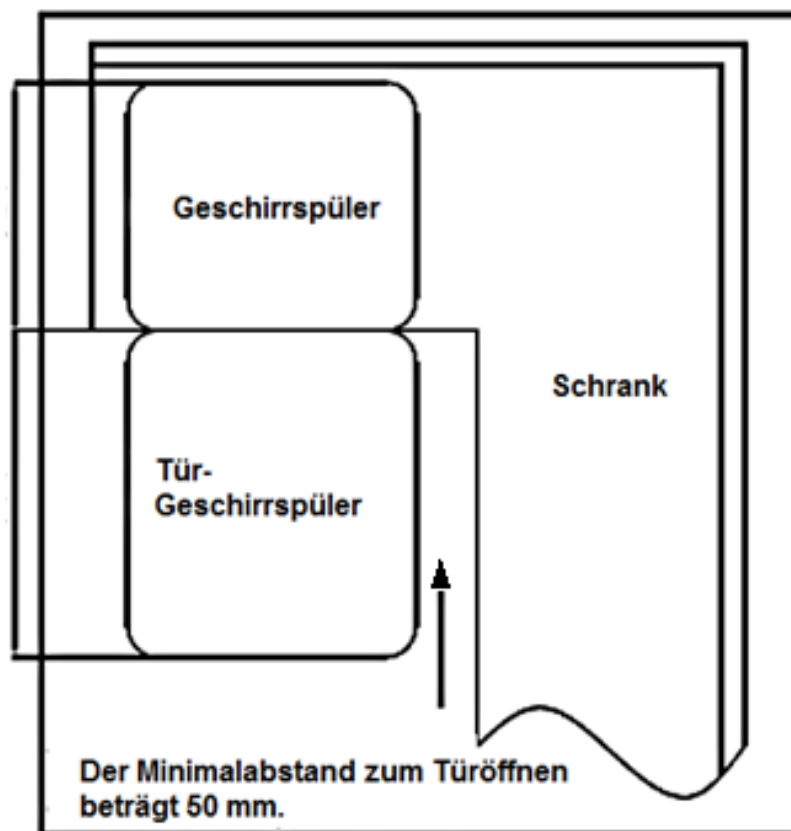 Geschirrspüler
Schrank
Tür-
Geschirrspüler
Der Minimalabstand zum Türöffnen
beträgt 50 mm.